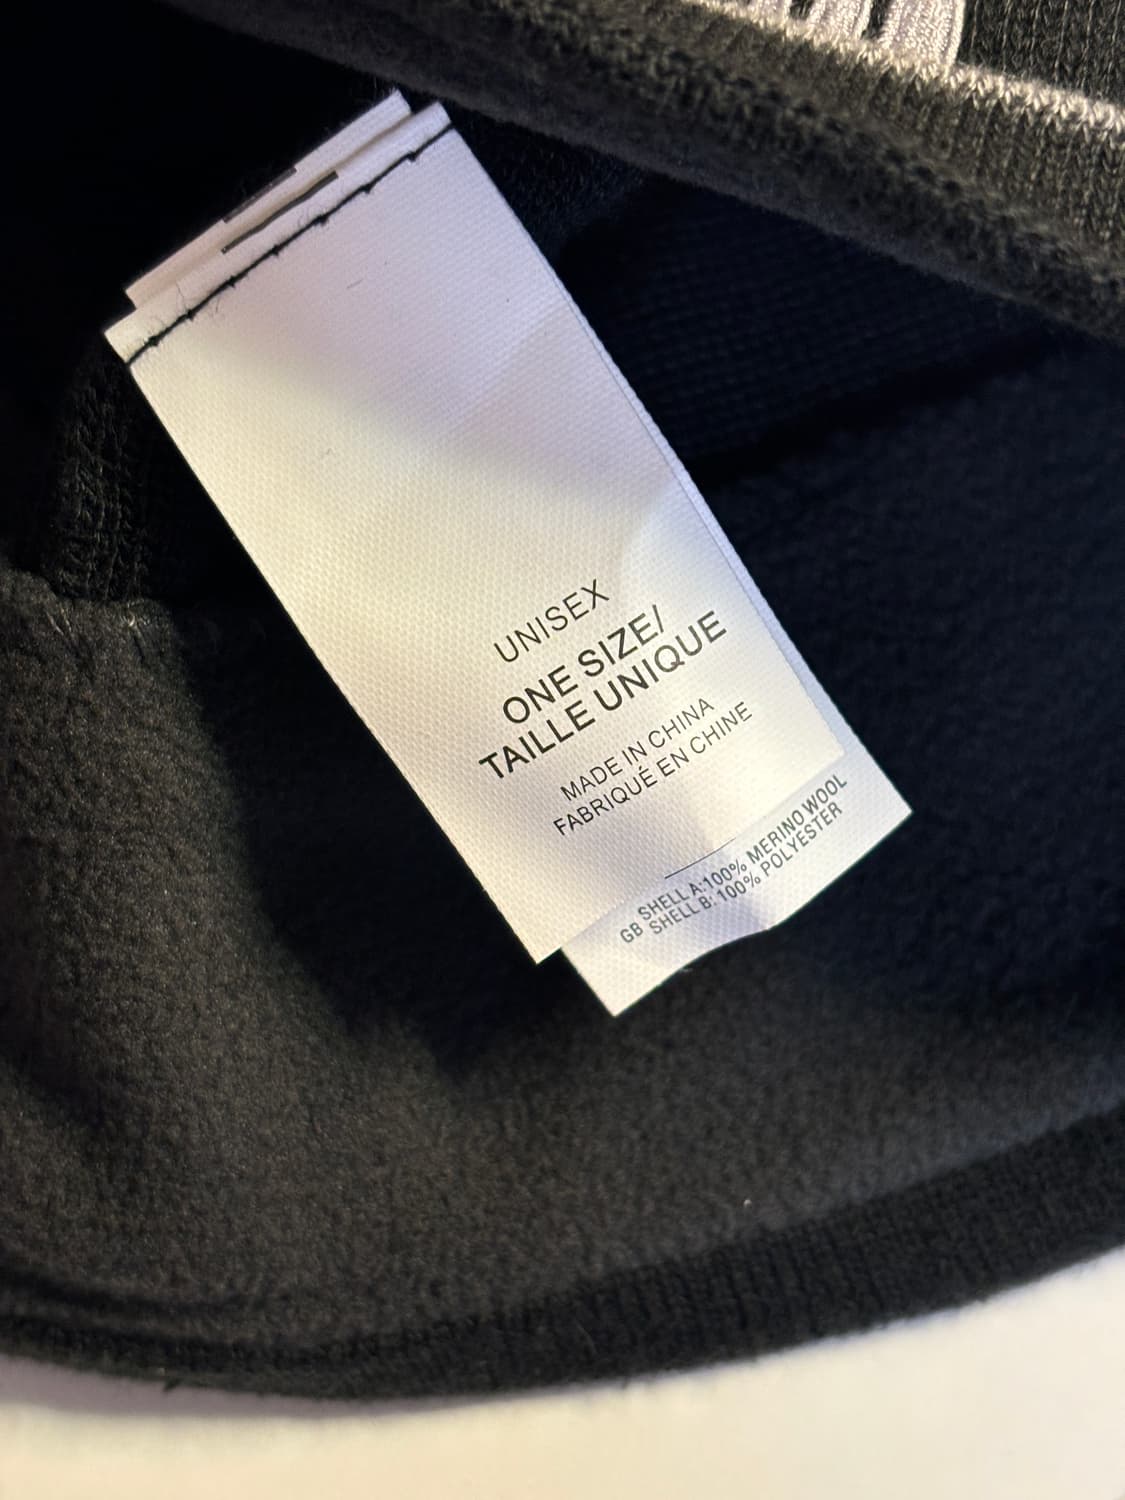 UNISEX
ONE SIZE/
TAILLE UNIQUE
MADE IN CHINA
FABRIQUÉ EN CHINE
GB SHELL A:100% MERINO WOOL
SHELL B: 100% POLYESTER